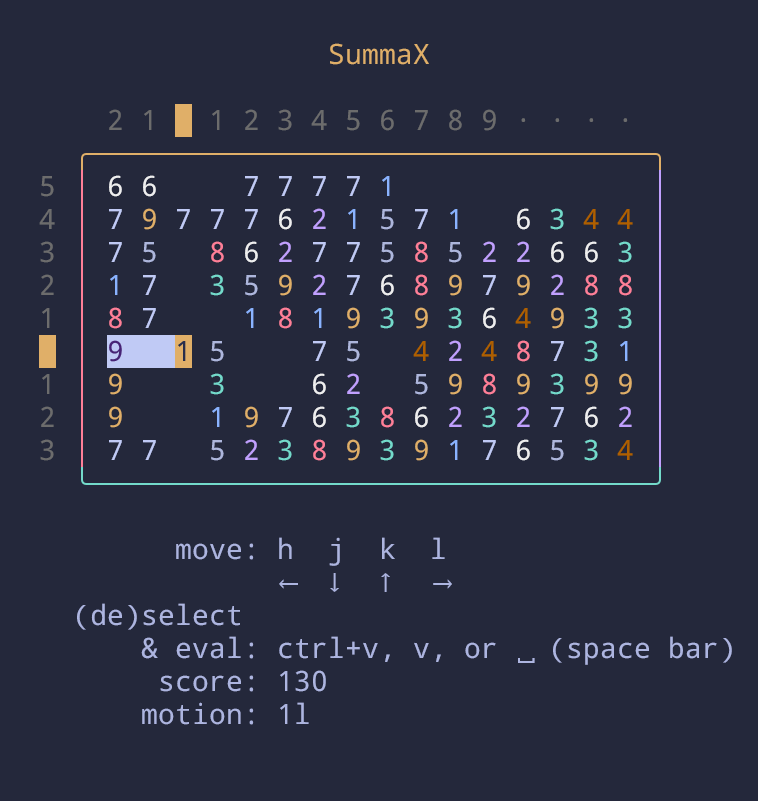 SummaX
2 1 1 2 3 4 5 6 7 8 9 · · · ·
5 6 6 7 7 7 7 1
4 7 9 7 7 7 6 2 1 5 7 1 6 3 4 4
3 7 5 8 6 2 7 7 5 8 5 2 2 6 6 3
2 1 7 3 5 9 2 7 6 8 9 7 9 2 8 8
1 8 7 1 8 1 9 3 9 3 6 4 9 3 3
9 1 5 7 5 4 2 4 8 7 3 1
1 9 3 6 2 5 9 8 9 3 9 9
2 9 1 9 7 6 3 8 6 2 3 2 7 6 2
3 7 7 5 2 3 8 9 3 9 1 7 6 5 3 4
move: h j k l
← ↓ ↑ →
(de)select
& eval: ctrl+v, v, or ␣ (space bar)
score: 130
motion: 1l